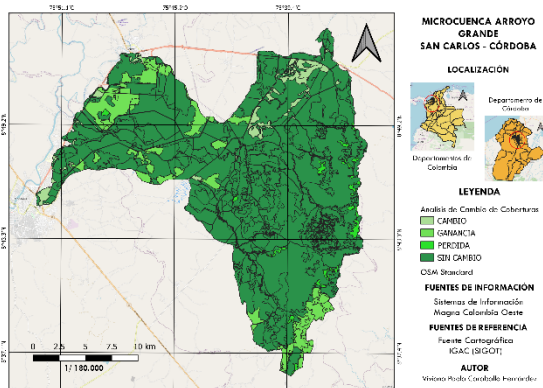 MICROCUENCA ARROYO
GRANDE
SAN CARLOS - CÓRDOBA
LOCALIZACIÓN
Departamento de
Córdoba
Departamentos de
Colombia
LEYENDA
Analisis de Cambio de Coberturas
CAMBIO
GANANCIA
PERDIDA
SIN CAMBIO
OSM Standard
FUENTES DE INFORMACIÓN
Sistemas de Información
Magna Colombia Oeste
FUENTES DE REFERENCIA
Fuente Cartográfica
IGAC (SIGOT)
AUTOR
0 2.5 5 7.5 10 km
1/ 180.000